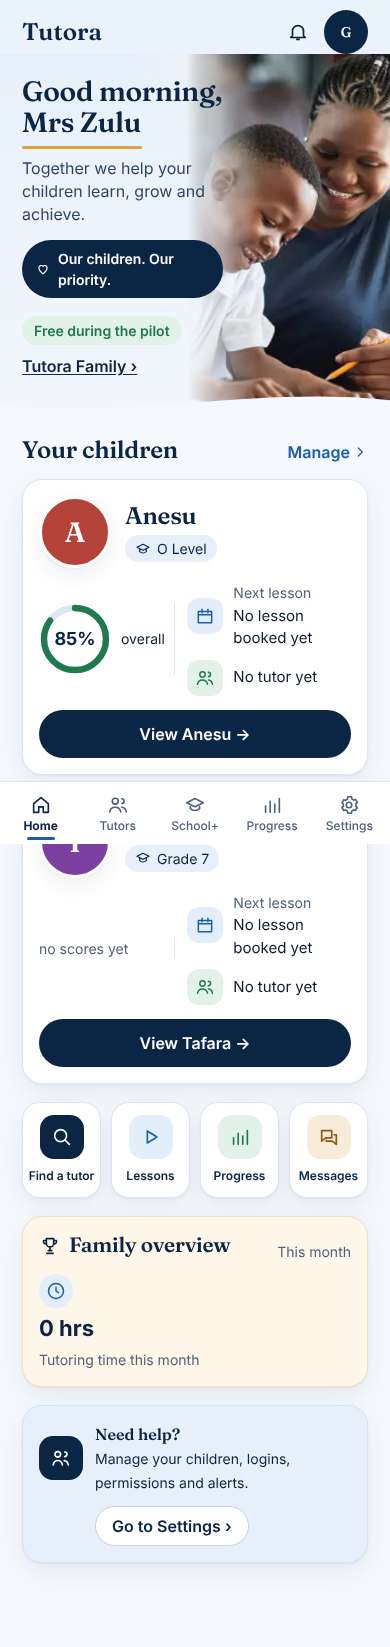 Tutora
G
Good morning,
Mrs Zulu
Together we help your
children learn, grow and
achieve.
Our children. Our
priority.
Free during the pilot
Tutora Family ›
Your children
Manage
A
Anesu
O Level
85%
overall
Next lesson
No lesson
booked yet
No tutor yet
View Anesu →
Home
Tutors
School+
Progress
Settings
Grade 7
no scores yet
Next lesson
No lesson
booked yet
No tutor yet
View Tafara →
Find a tutor
Lessons
Progress
Messages
Family overview
This month
0 hrs
Tutoring time this month
Need help?
Manage your children, logins,
permissions and alerts.
Go to Settings ›